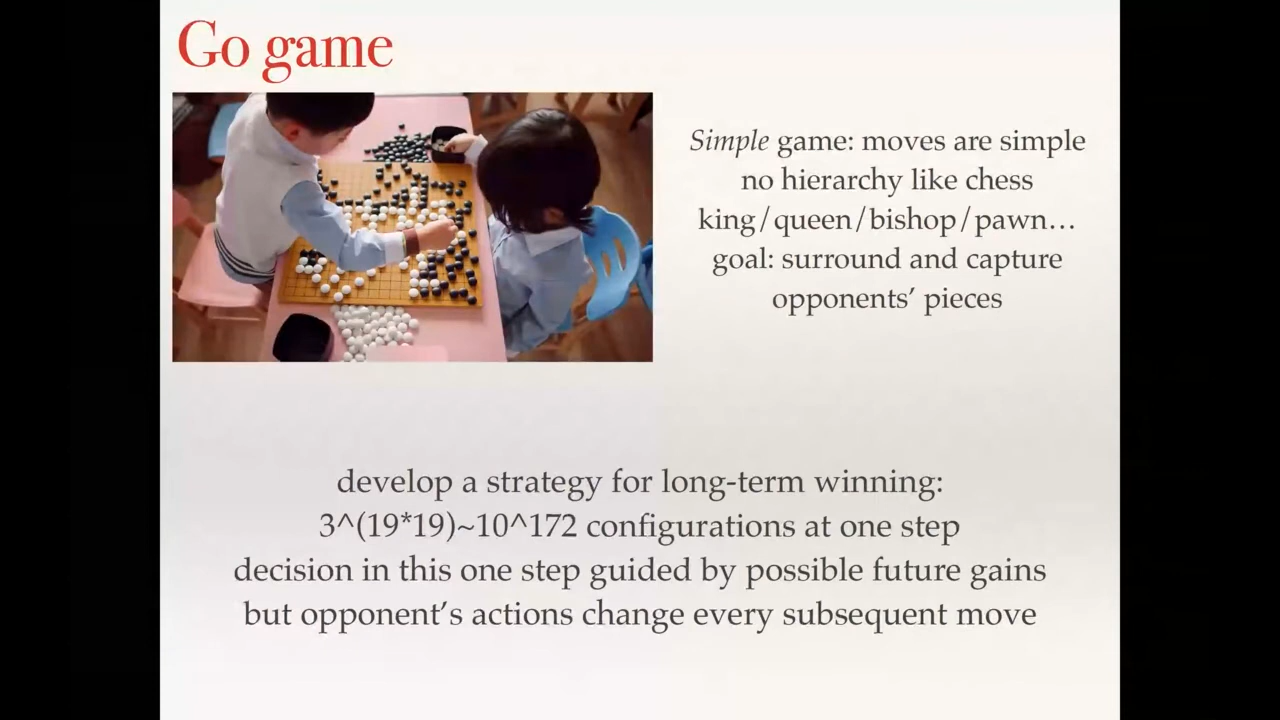 Go game
Simple game: moves are simple
no hierarchy like chess
king/queen/bishop/pawn…
goal: surround and capture
opponents’ pieces
develop a strategy for long-term winning:
3^(19*19)~10^172 configurations at one step
decision in this one step guided by possible future gains
but opponent’s actions change every subsequent move